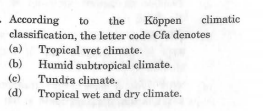 . According to the Köppen climatic
classification, the letter code Cfa denotes
(a) Tropical wet climate.
(b) Humid subtropical climate.
(c) Tundra climate.
(d) Tropical wet and dry climate.